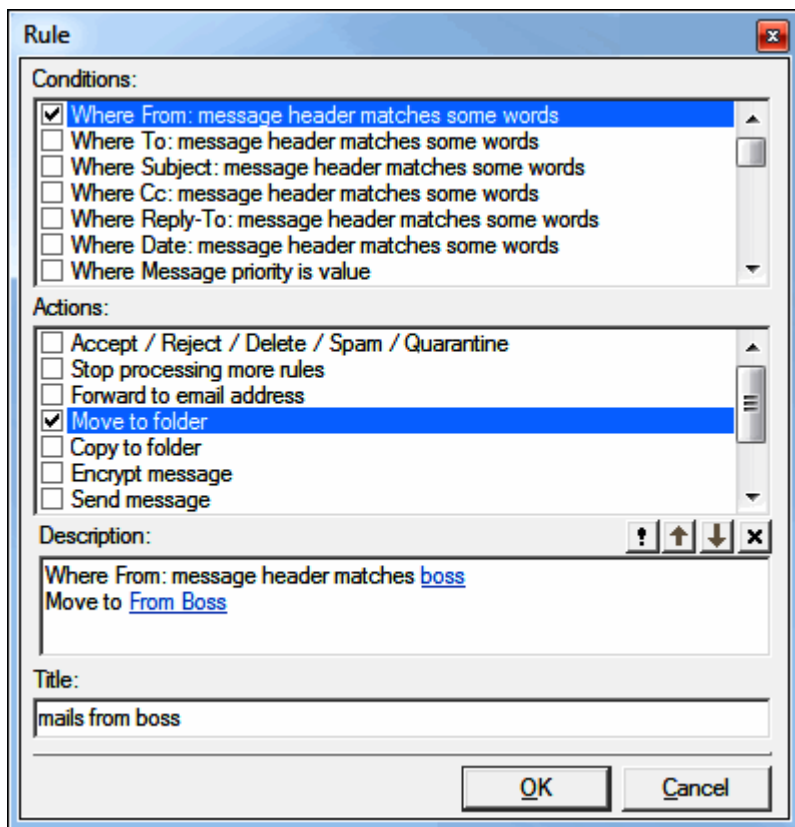 Rule
Conditions:
Where From: message header matches some words
Where To: message header matches some words
Where Subject: message header matches some words
Where Cc: message header matches some words
Where Reply-To: message header matches some words
Where Date: message header matches some words
Where Message priority is value
Actions:
Accept / Reject / Delete / Spam / Quarantine
Stop processing more rules
Forward to email address
Move to folder
Copy to folder
Encrypt message
Send message
Description:
Where From: message header matches boss
Move to From Boss
Title:
mails from boss
OK Cancel